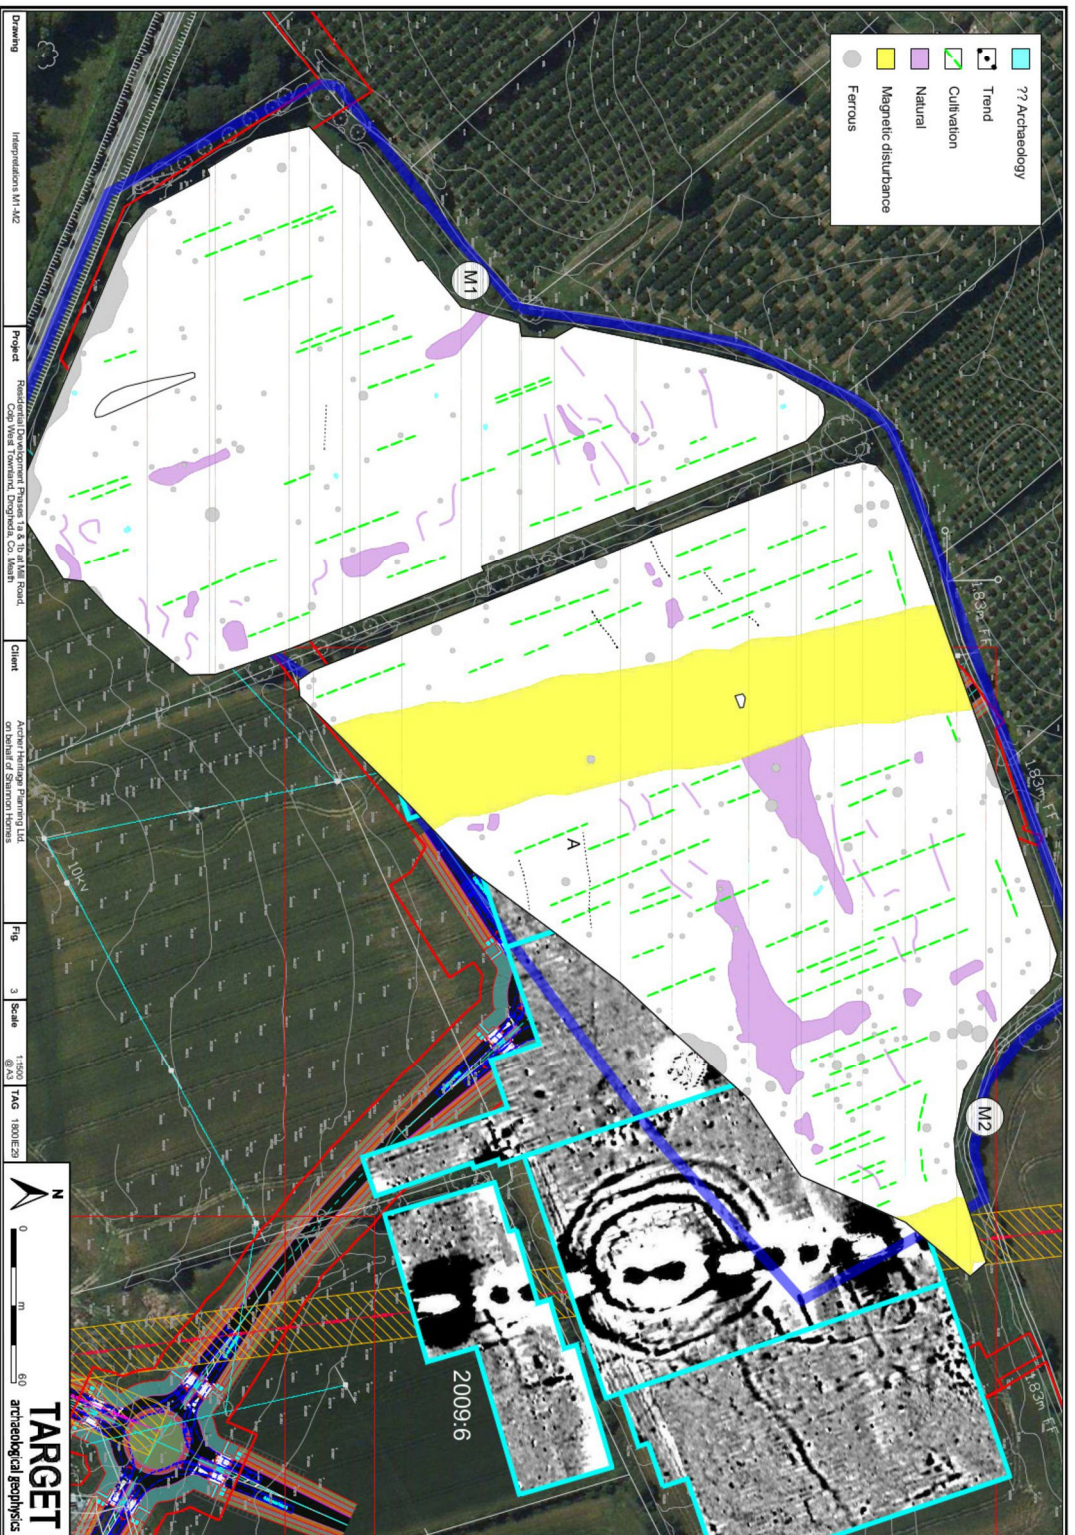 ?? Archaeology
Trend
Cultivation
Natural
Magnetic disturbance
Ferrous
M1
M2
1.83m FF
1.83m FF
1.83m FF
A
10kv
2009:6
Drawing
Interpretations M1-M2
Project
Residential Development Phases 1a & 1b at Mill Road,
Colp West Townland, Drogheda, Co. Meath
Client
Archer Heritage Planning Ltd.
on behalf of Shannon Homes
Fig. 3
Scale 1:1500
@ A3
TAG 1800IE29
N
0 m 60
TARGET
archaeological geophysics